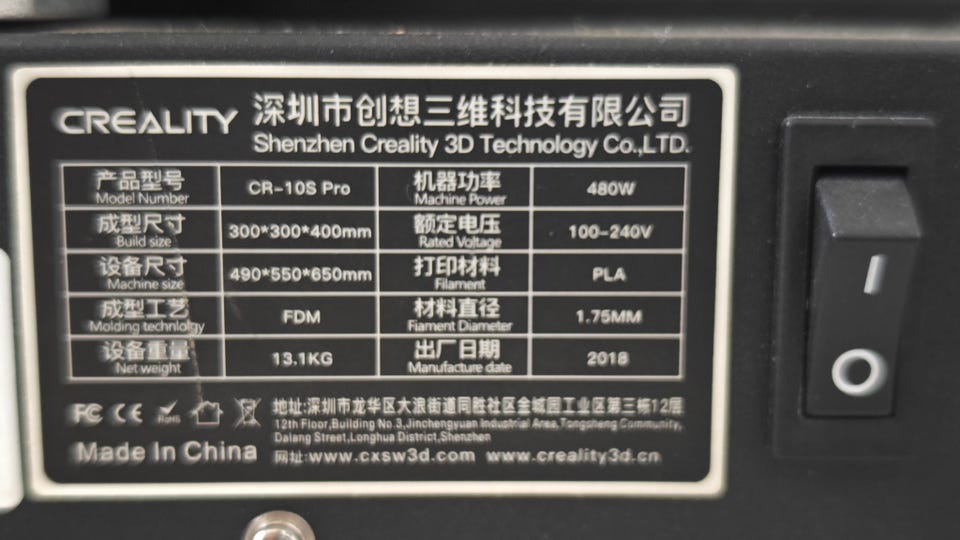 CREALITY 深圳市创想三维科技有限公司
Shenzhen Creality 3D Technology Co.,LTD.
产品型号 Model Number CR-10S Pro 机器功率 Machine Power 480W
成型尺寸 Build size 300*300*400mm 额定电压 Rated Voltage 100-240V
设备尺寸 Machine size 490*550*650mm 打印材料 Filament PLA
成型工艺 Molding technlolgy FDM 材料直径 Fiament Diameter 1.75MM
设备重量 Net weight 13.1KG 出厂日期 Manufacture date 2018
FC CE RoHS 地址:深圳市龙华区大浪街道同胜社区金城园工业区第三栋12层
12th Floor,Building No.3,Jinchengyuan Industrial Area,Tongsheng Community,
Dalang Street,Longhua District,Shenzhen
Made In China 网址:www.cxsw3d.com www.creality3d.cn
I
O